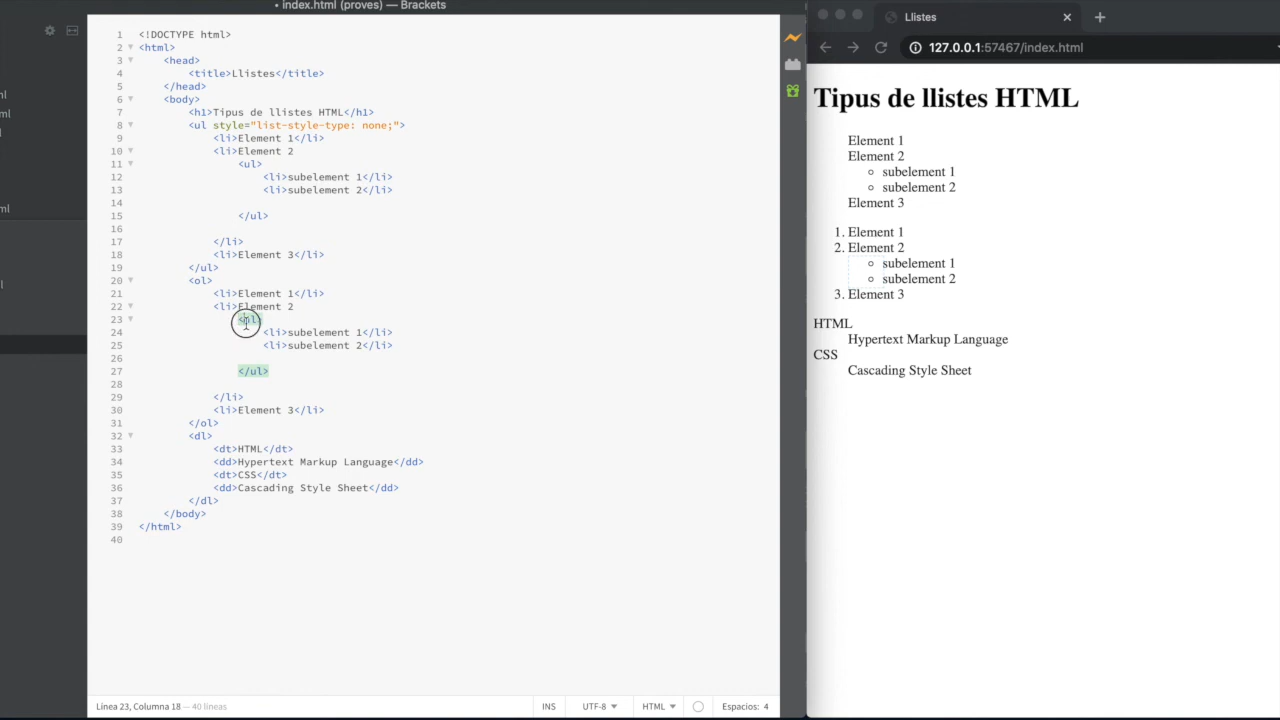 • index.html (proves) — Brackets
ml
ml
l
ml
l
1 <!DOCTYPE html>
2 <html>
3 <head>
4 <title>Llistes</title>
5 </head>
6 <body>
7 <h1>Tipus de llistes HTML</h1>
8 <ul style="list-style-type: none;">
9 <li>Element 1</li>
10 <li>Element 2
11 <ul>
12 <li>subelement 1</li>
13 <li>subelement 2</li>
14
15 </ul>
16
17 </li>
18 <li>Element 3</li>
19 </ul>
20 <ol>
21 <li>Element 1</li>
22 <li>Element 2
23 <ul>
24 <li>subelement 1</li>
25 <li>subelement 2</li>
26
27 </ul>
28
29 </li>
30 <li>Element 3</li>
31 </ol>
32 <dl>
33 <dt>HTML</dt>
34 <dd>Hypertext Markup Language</dd>
35 <dt>CSS</dt>
36 <dd>Cascading Style Sheet</dd>
37 </dl>
38 </body>
39 </html>
40
Línea 23, Columna 18 — 40 líneas
INS UTF-8 HTML Espacios: 4
Llistes
127.0.0.1:57467/index.html
Tipus de llistes HTML
Element 1
Element 2
subelement 1
subelement 2
Element 3
1. Element 1
2. Element 2
subelement 1
subelement 2
3. Element 3
HTML
Hypertext Markup Language
CSS
Cascading Style Sheet